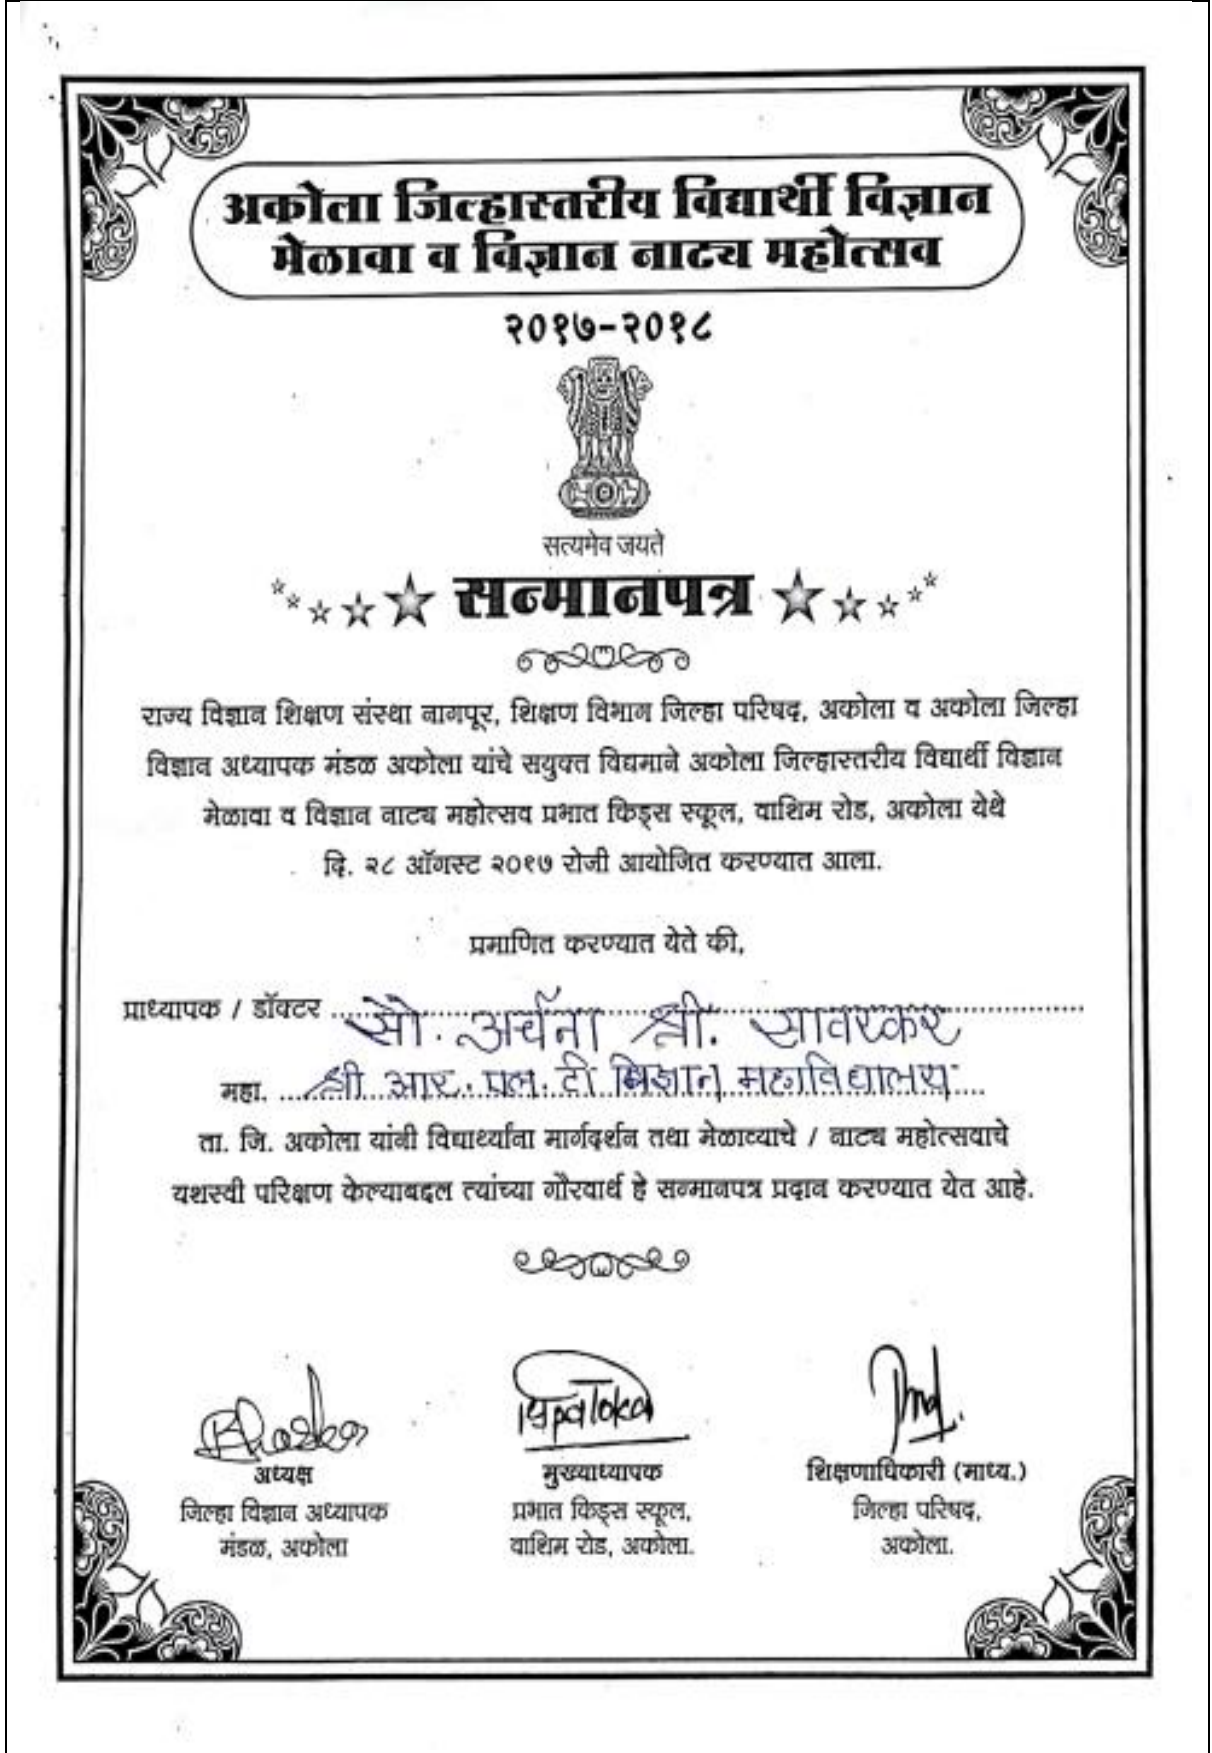 अकोला जिल्हास्तरीय विद्यार्थी विज्ञान
मेळावा व विज्ञान नाट्य महोत्सव
२०१७-२०१८
सत्यमेव जयते
सन्मानपत्र
राज्य विज्ञान शिक्षण संस्था नागपूर, शिक्षण विभाग जिल्हा परिषद, अकोला व अकोला जिल्हा
विज्ञान अध्यापक मंडळ अकोला यांचे सयुक्त विद्यमाने अकोला जिल्हास्तरीय विद्यार्थी विज्ञान
मेळावा व विज्ञान नाट्य महोत्सव प्रभात किड्स स्कूल, वाशिम रोड, अकोला येथे
दि. २८ ऑगस्ट २०१७ रोजी आयोजित करण्यात आला.
प्रमाणित करण्यात येते की,
प्राध्यापक / डॉक्टर सौ. अर्चना श्री. सावरकर
महा. श्री. आर. एल. टी विज्ञान महाविद्यालय
ता. जि. अकोला यांनी विद्यार्थ्यांना मार्गदर्शन तथा मेळाव्याचे / नाट्य महोत्सवाचे
यशस्वी परिक्षण केल्याबद्दल त्यांच्या गौरवार्थ हे सन्मानपत्र प्रदान करण्यात येत आहे.
अध्यक्ष
जिल्हा विज्ञान अध्यापक
मंडळ, अकोला
मुख्याध्यापक
प्रभात किड्स स्कूल,
वाशिम रोड, अकोला.
शिक्षणाधिकारी (माध्य.)
जिल्हा परिषद,
अकोला.